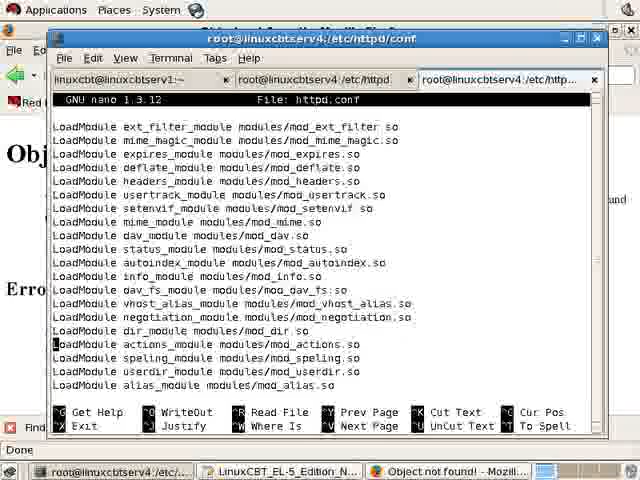 Applications Places System
root@linuxcbtserv4:/etc/httpd/conf
File Edit View Terminal Tabs Help
linuxcbt@linuxcbtserv1:~
root@linuxcbtserv4:/etc/httpd
root@linuxcbtserv4:/etc/http...
GNU nano 1.3.12 File: httpd.conf
LoadModule ext_filter_module modules/mod_ext_filter.so
LoadModule mime_magic_module modules/mod_mime_magic.so
LoadModule expires_module modules/mod_expires.so
LoadModule deflate_module modules/mod_deflate.so
LoadModule headers_module modules/mod_headers.so
LoadModule usertrack_module modules/mod_usertrack.so
LoadModule setenvif_module modules/mod_setenvif.so
LoadModule mime_module modules/mod_mime.so
LoadModule dav_module modules/mod_dav.so
LoadModule status_module modules/mod_status.so
LoadModule autoindex_module modules/mod_autoindex.so
LoadModule info_module modules/mod_info.so
LoadModule dav_fs_module modules/mod_dav_fs.so
LoadModule vhost_alias_module modules/mod_vhost_alias.so
LoadModule negotiation_module modules/mod_negotiation.so
LoadModule dir_module modules/mod_dir.so
LoadModule actions_module modules/mod_actions.so
LoadModule speling_module modules/mod_speling.so
LoadModule userdir_module modules/mod_userdir.so
LoadModule alias_module modules/mod_alias.so
^G Get Help ^O WriteOut ^R Read File ^Y Prev Page ^K Cut Text ^C Cur Pos
^X Exit ^J Justify ^W Where Is ^V Next Page ^U UnCut Text ^T To Spell
File
Red
Obj
und
Erro
Find
Done
root@linuxcbtserv4:/etc/...
LinuxCBT_EL-5_Edition_N...
Object not found! - Mozill...